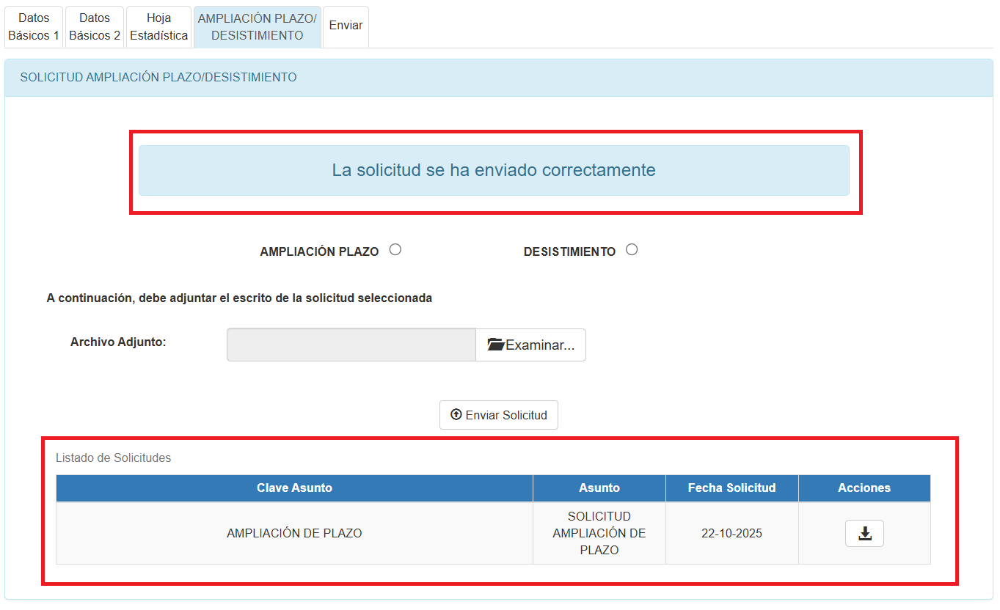 Datos
Básicos 1
Datos
Básicos 2
Hoja
Estadística
AMPLIACIÓN PLAZO/
DESISTIMIENTO
Enviar
SOLICITUD AMPLIACIÓN PLAZO/DESISTIMIENTO
La solicitud se ha enviado correctamente
AMPLIACIÓN PLAZO
DESISTIMIENTO
A continuación, debe adjuntar el escrito de la solicitud seleccionada
Archivo Adjunto:
Examinar...
Enviar Solicitud
Listado de Solicitudes
Clave Asunto
Asunto
Fecha Solicitud
Acciones
AMPLIACIÓN DE PLAZO
SOLICITUD
AMPLIACIÓN DE
PLAZO
22-10-2025